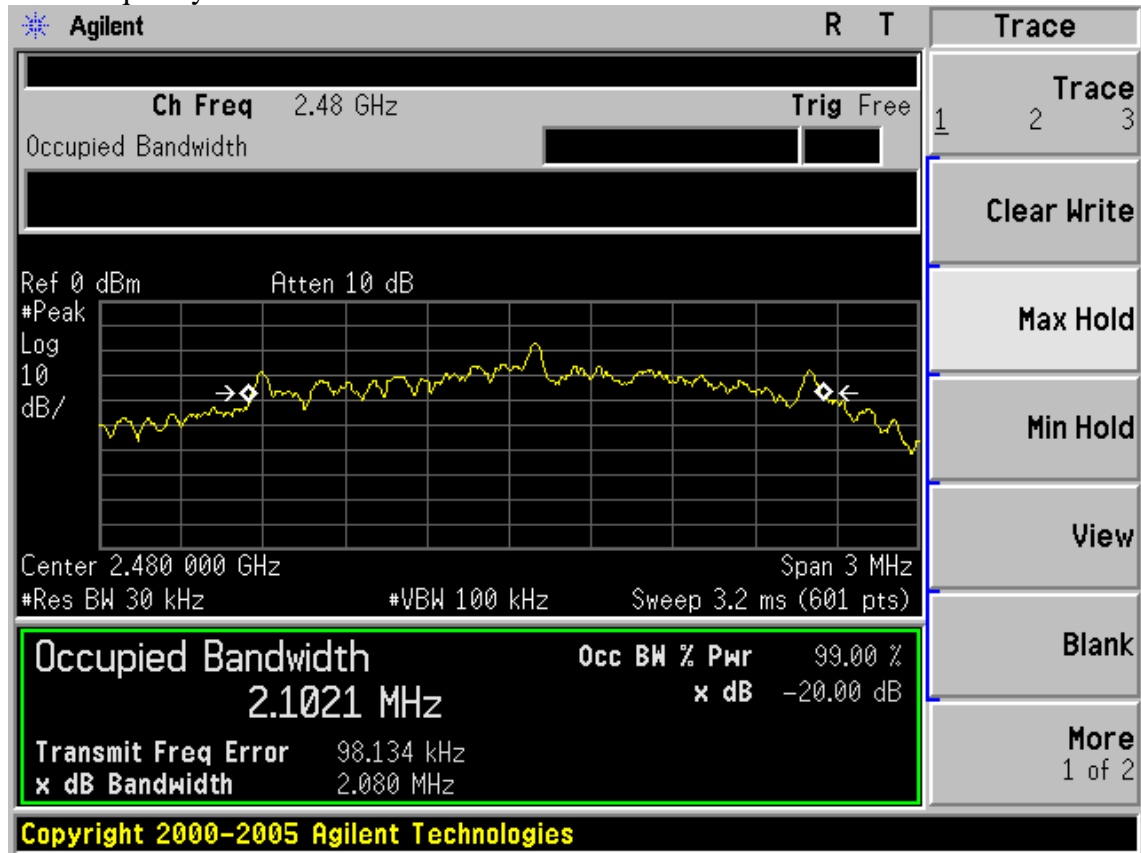 Agilent R T
Trace
Ch Freq 2.48 GHz Trig Free
Occupied Bandwidth
Trace
1 2 3
Clear Write
Max Hold
Min Hold
View
Blank
More
1 of 2
Ref 0 dBm Atten 10 dB
#Peak
Log
10
dB/
Center 2.480 000 GHz Span 3 MHz
#Res BW 30 kHz #VBW 100 kHz Sweep 3.2 ms (601 pts)
Occupied Bandwidth Occ BW % Pwr 99.00 %
2.1021 MHz x dB -20.00 dB
Transmit Freq Error 98.134 kHz
x dB Bandwidth 2.080 MHz
Copyright 2000-2005 Agilent Technologies